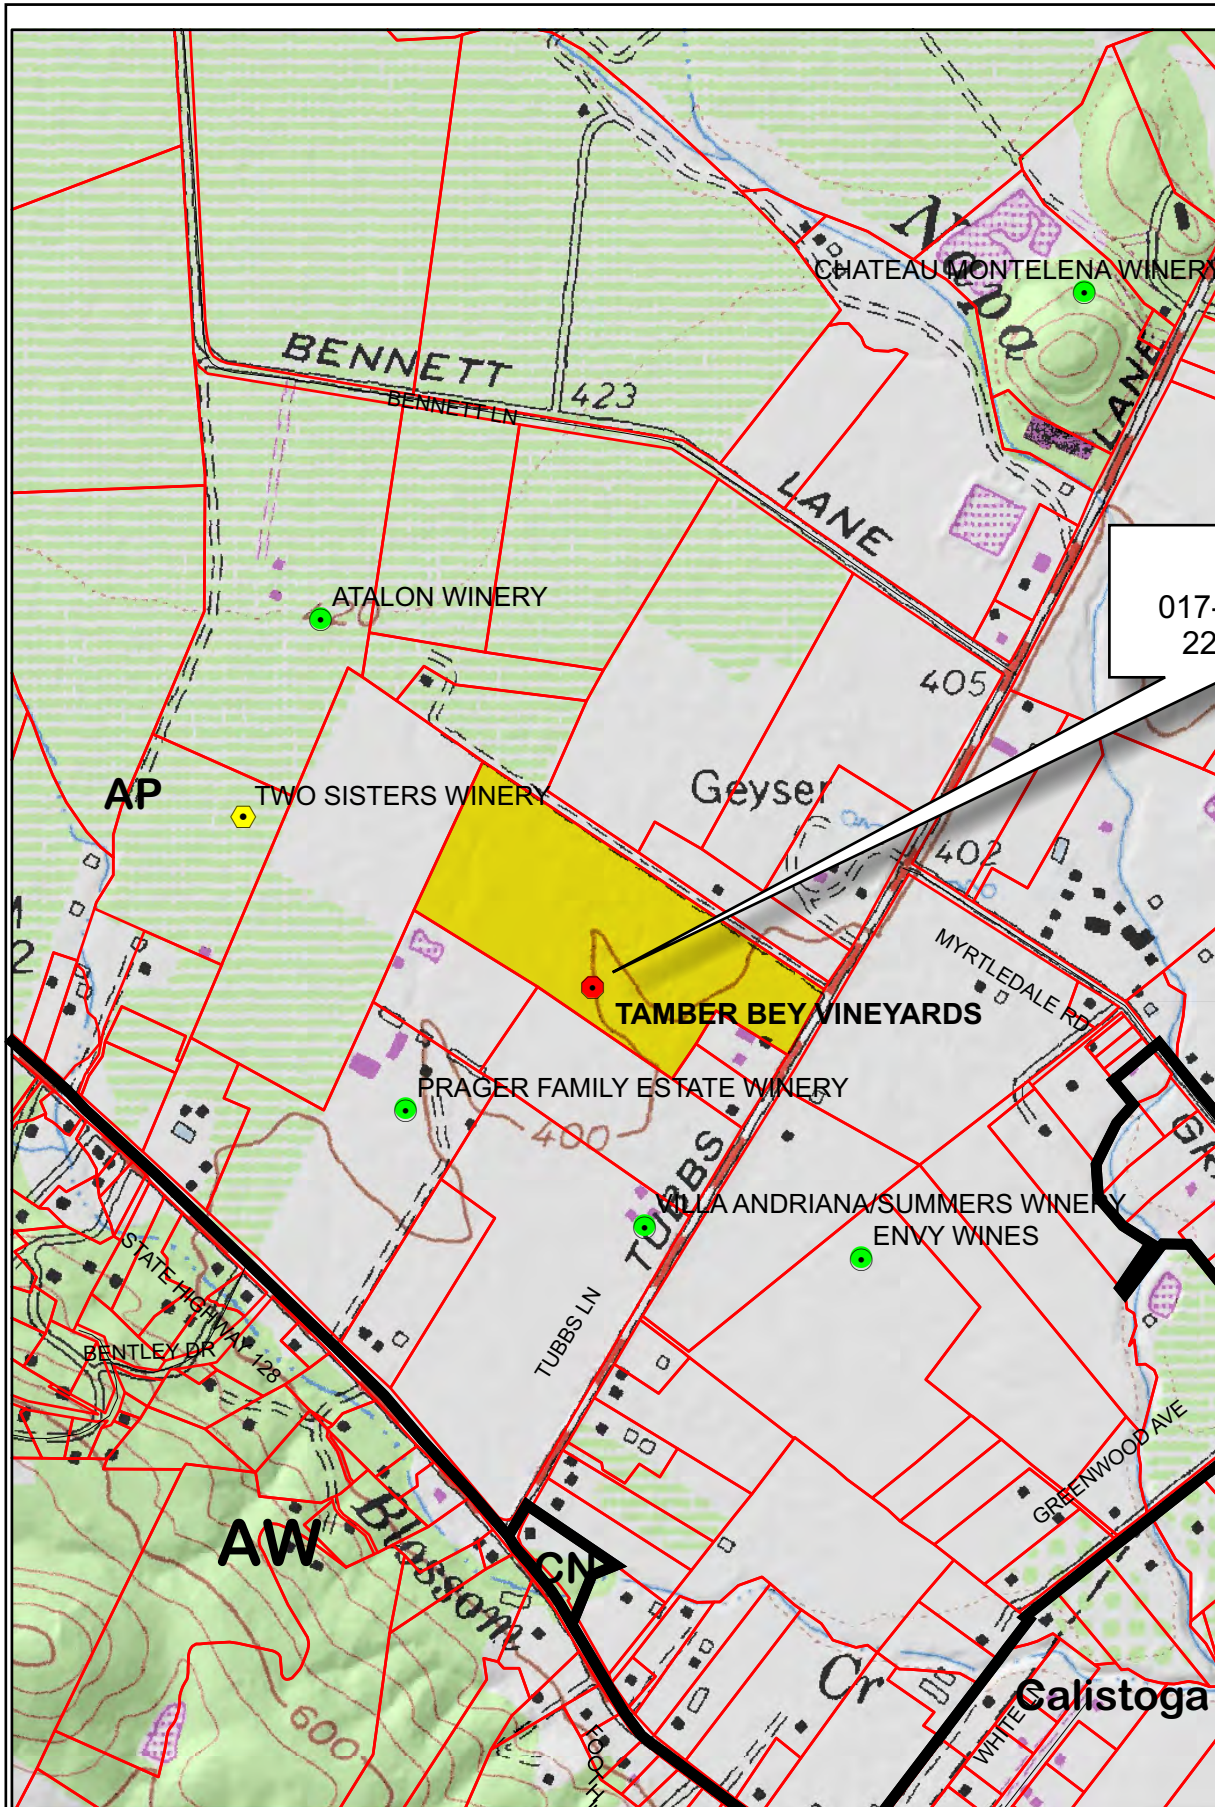 Napa
CHATEAU MONTELENA WINERY
BENNETT
BENNETT LN
423
LANE
LANE
017-
22
ATALON WINERY
420
405
AP
TWO SISTERS WINERY
Geyser
402
MYRTLEDALE RD
2
TAMBER BEY VINEYARDS
PRAGER FAMILY ESTATE WINERY
400
TUBBS
VILLA ANDRIANA/SUMMERS WINERY
ENVY WINES
STATE HIGHWAY 128
BENTLEY DR
TUBBS LN
GREENWOOD AVE
AW
Blossom
CN
Cr
Calistoga
600